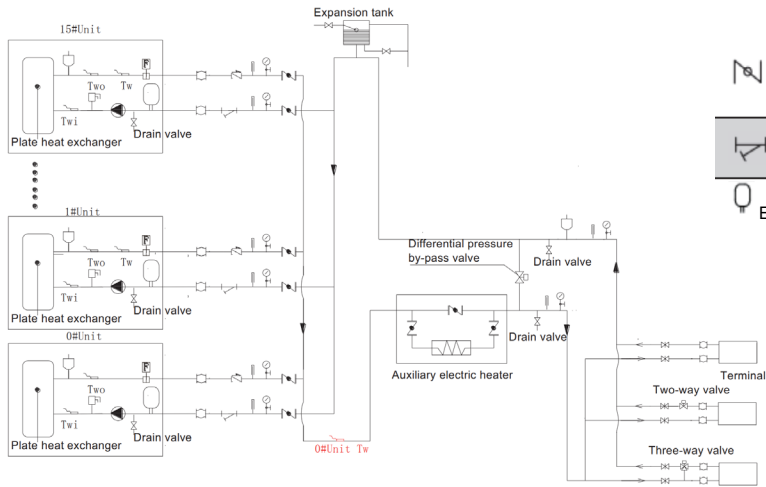 Expansion tank
15#Unit
F
Two
Tw
Twi
Drain valve
Plate heat exchanger
1#Unit
F
Two
Tw
Twi
Drain valve
Plate heat exchanger
Differential pressure
by-pass valve
Drain valve
Drain valve
Auxiliary electric heater
0#Unit
F
Two
Twi
Drain valve
Plate heat exchanger
0#Unit Tw
Terminal
Two-way valve
Three-way valve
E